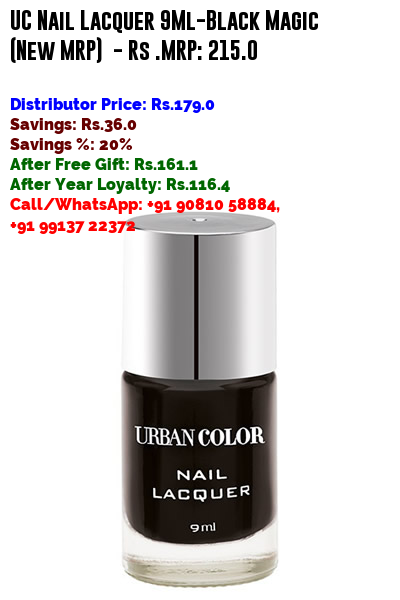 UC Nail Lacquer 9Ml-Black Magic
(New MRP) - Rs .MRP: 215.0
Distributor Price: Rs.179.0
Savings: Rs.36.0
Savings %: 20%
After Free Gift: Rs.161.1
After Year Loyalty: Rs.116.4
Call/WhatsApp: +91 90810 58884,
+91 99137 22372
URBAN COLOR
NAIL
LACQUER
9ml